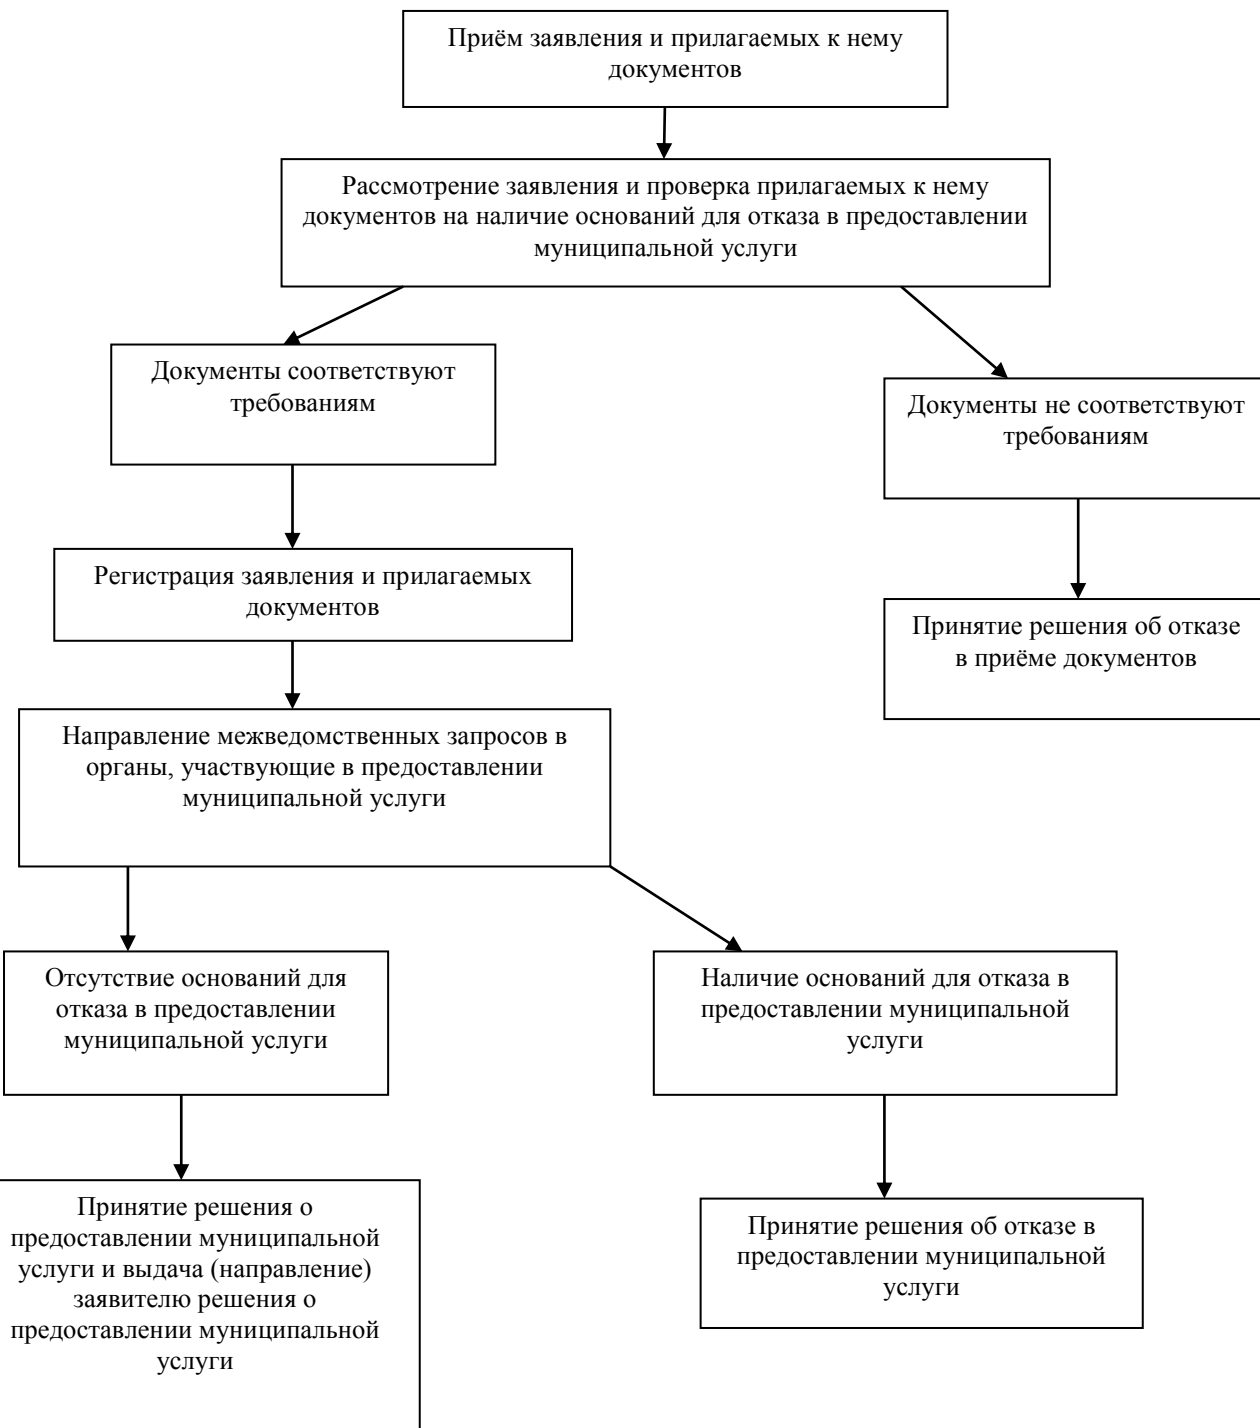 Приём заявления и прилагаемых к нему
документов
Рассмотрение заявления и проверка прилагаемых к нему
документов на наличие оснований для отказа в предоставлении
муниципальной услуги
Документы соответствуют
требованиям
Документы не соответствуют
требованиям
Регистрация заявления и прилагаемых
документов
Принятие решения об отказе
в приёме документов
Направление межведомственных запросов в
органы, участвующие в предоставлении
муниципальной услуги
Отсутствие оснований для
отказа в предоставлении
муниципальной услуги
Наличие оснований для отказа в
предоставлении муниципальной
услуги
Принятие решения о
предоставлении муниципальной
услуги и выдача (направление)
заявителю решения о
предоставлении муниципальной
услуги
Принятие решения об отказе в
предоставлении муниципальной
услуги